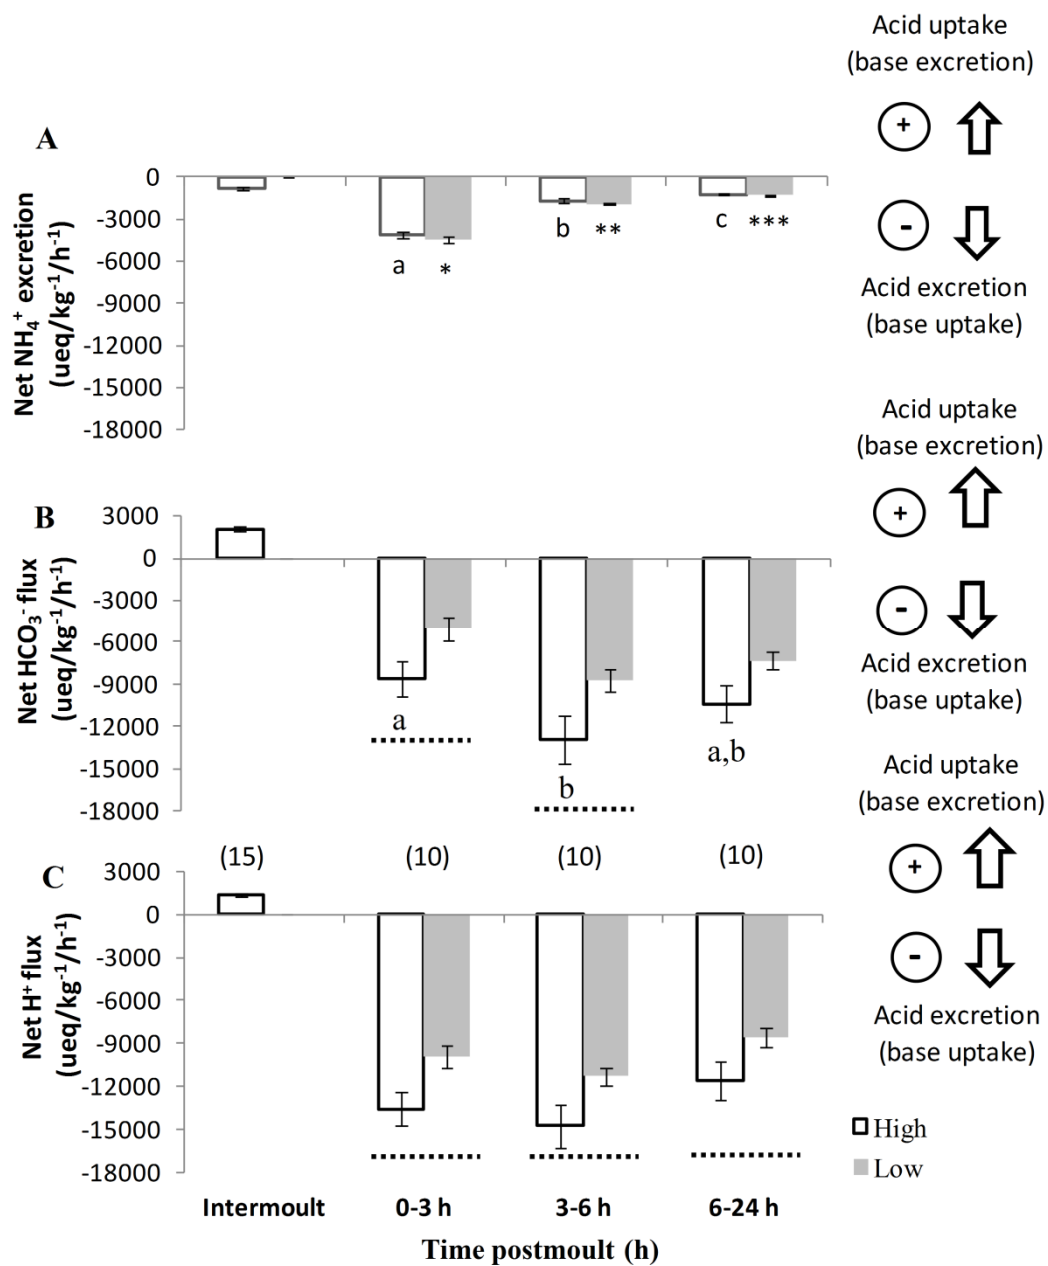 Acid uptake
(base excretion)
+
-
Acid excretion
(base uptake)
A
Net NH₄⁺ excretion
(ueq/kg⁻¹/h⁻¹)
0
-3000
-6000
-9000
-12000
-15000
-18000
a
*
b
**
c
***
Acid uptake
(base excretion)
+
-
Acid excretion
(base uptake)
B
Net HCO₃⁻ flux
(ueq/kg⁻¹/h⁻¹)
3000
0
-3000
-6000
-9000
-12000
-15000
-18000
a
b
a,b
Acid uptake
(base excretion)
+
-
Acid excretion
(base uptake)
C
Net H⁺ flux
(ueq/kg⁻¹/h⁻¹)
(15) (10) (10) (10)
3000
0
-3000
-6000
-9000
-12000
-15000
-18000
High
Low
Intermoult 0-3 h 3-6 h 6-24 h
Time postmoult (h)